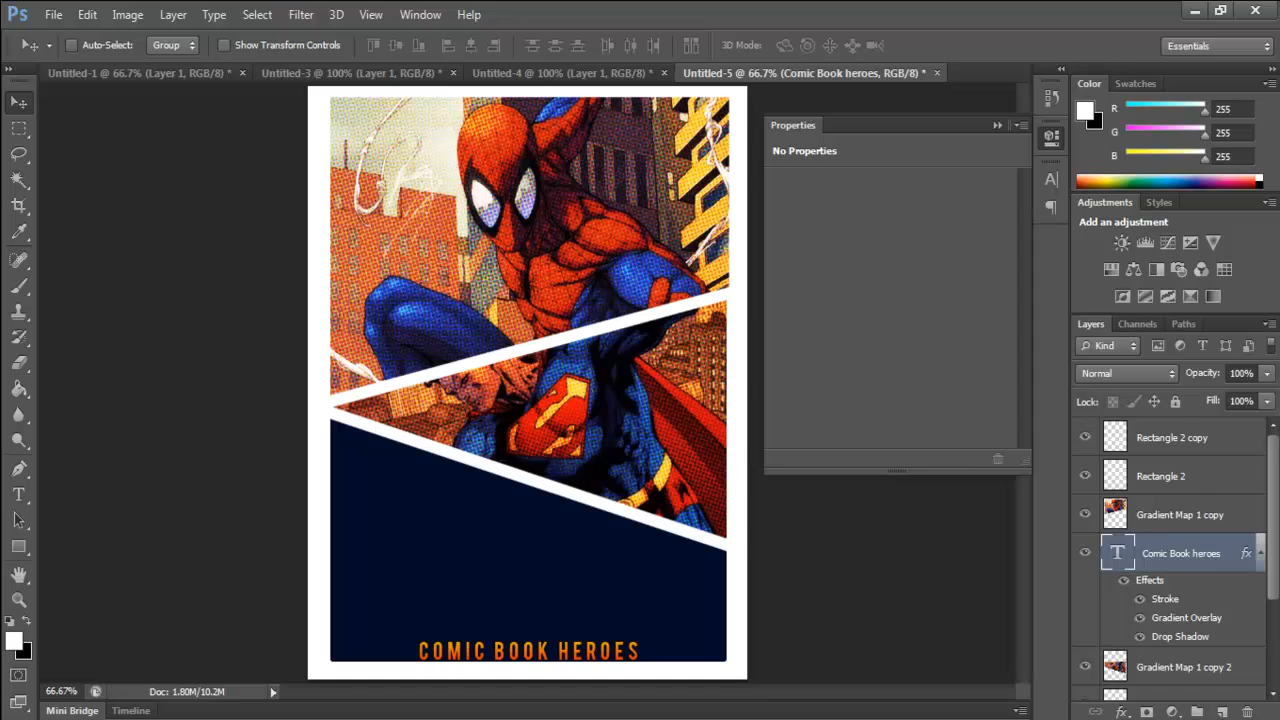 Ps File Edit Image Layer Type Select Filter 3D View Window Help
Auto-Select: Group Show Transform Controls 3D Mode: Essentials
Untitled-1 @ 66.7% (Layer 1, RGB/8) * × Untitled-3 @ 100% (Layer 1, RGB/8) * × Untitled-4 @ 100% (Layer 1, RGB/8) * × Untitled-5 @ 66.7% (Comic Book heroes, RGB/8) * ×
Color Swatches
R 255
G 255
B 255
Properties
No Properties
Adjustments Styles
Add an adjustment
Layers Channels Paths
Kind
Normal Opacity: 100%
Lock: Fill: 100%
Rectangle 2 copy
Rectangle 2
Gradient Map 1 copy
T Comic Book heroes fx
Effects
Stroke
Gradient Overlay
Drop Shadow
Gradient Map 1 copy 2
S
COMIC BOOK HEROES
66.67% Doc: 1.80M/10.2M
Mini Bridge Timeline